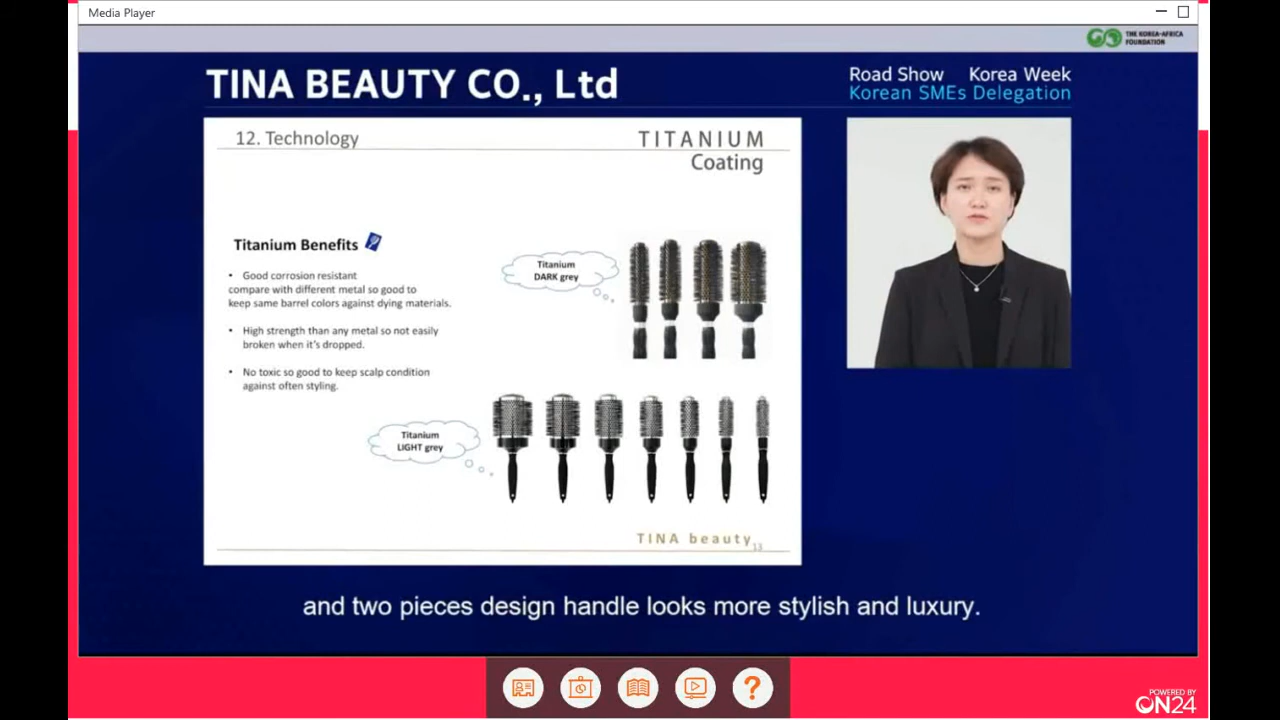 Media Player
THE KOREA-AFRICA
FOUNDATION
TINA BEAUTY CO., Ltd
Road Show Korea Week
Korean SMEs Delegation
12. Technology
TITANIUM
Coating
Titanium Benefits
• Good corrosion resistant
compare with different metal so good to
keep same barrel colors against dying materials.
• High strength than any metal so not easily
broken when it's dropped.
• No toxic so good to keep scalp condition
against often styling.
Titanium
DARK grey
Titanium
LIGHT grey
TINA beauty
13
and two pieces design handle looks more stylish and luxury.
?
POWERED BY
ON24